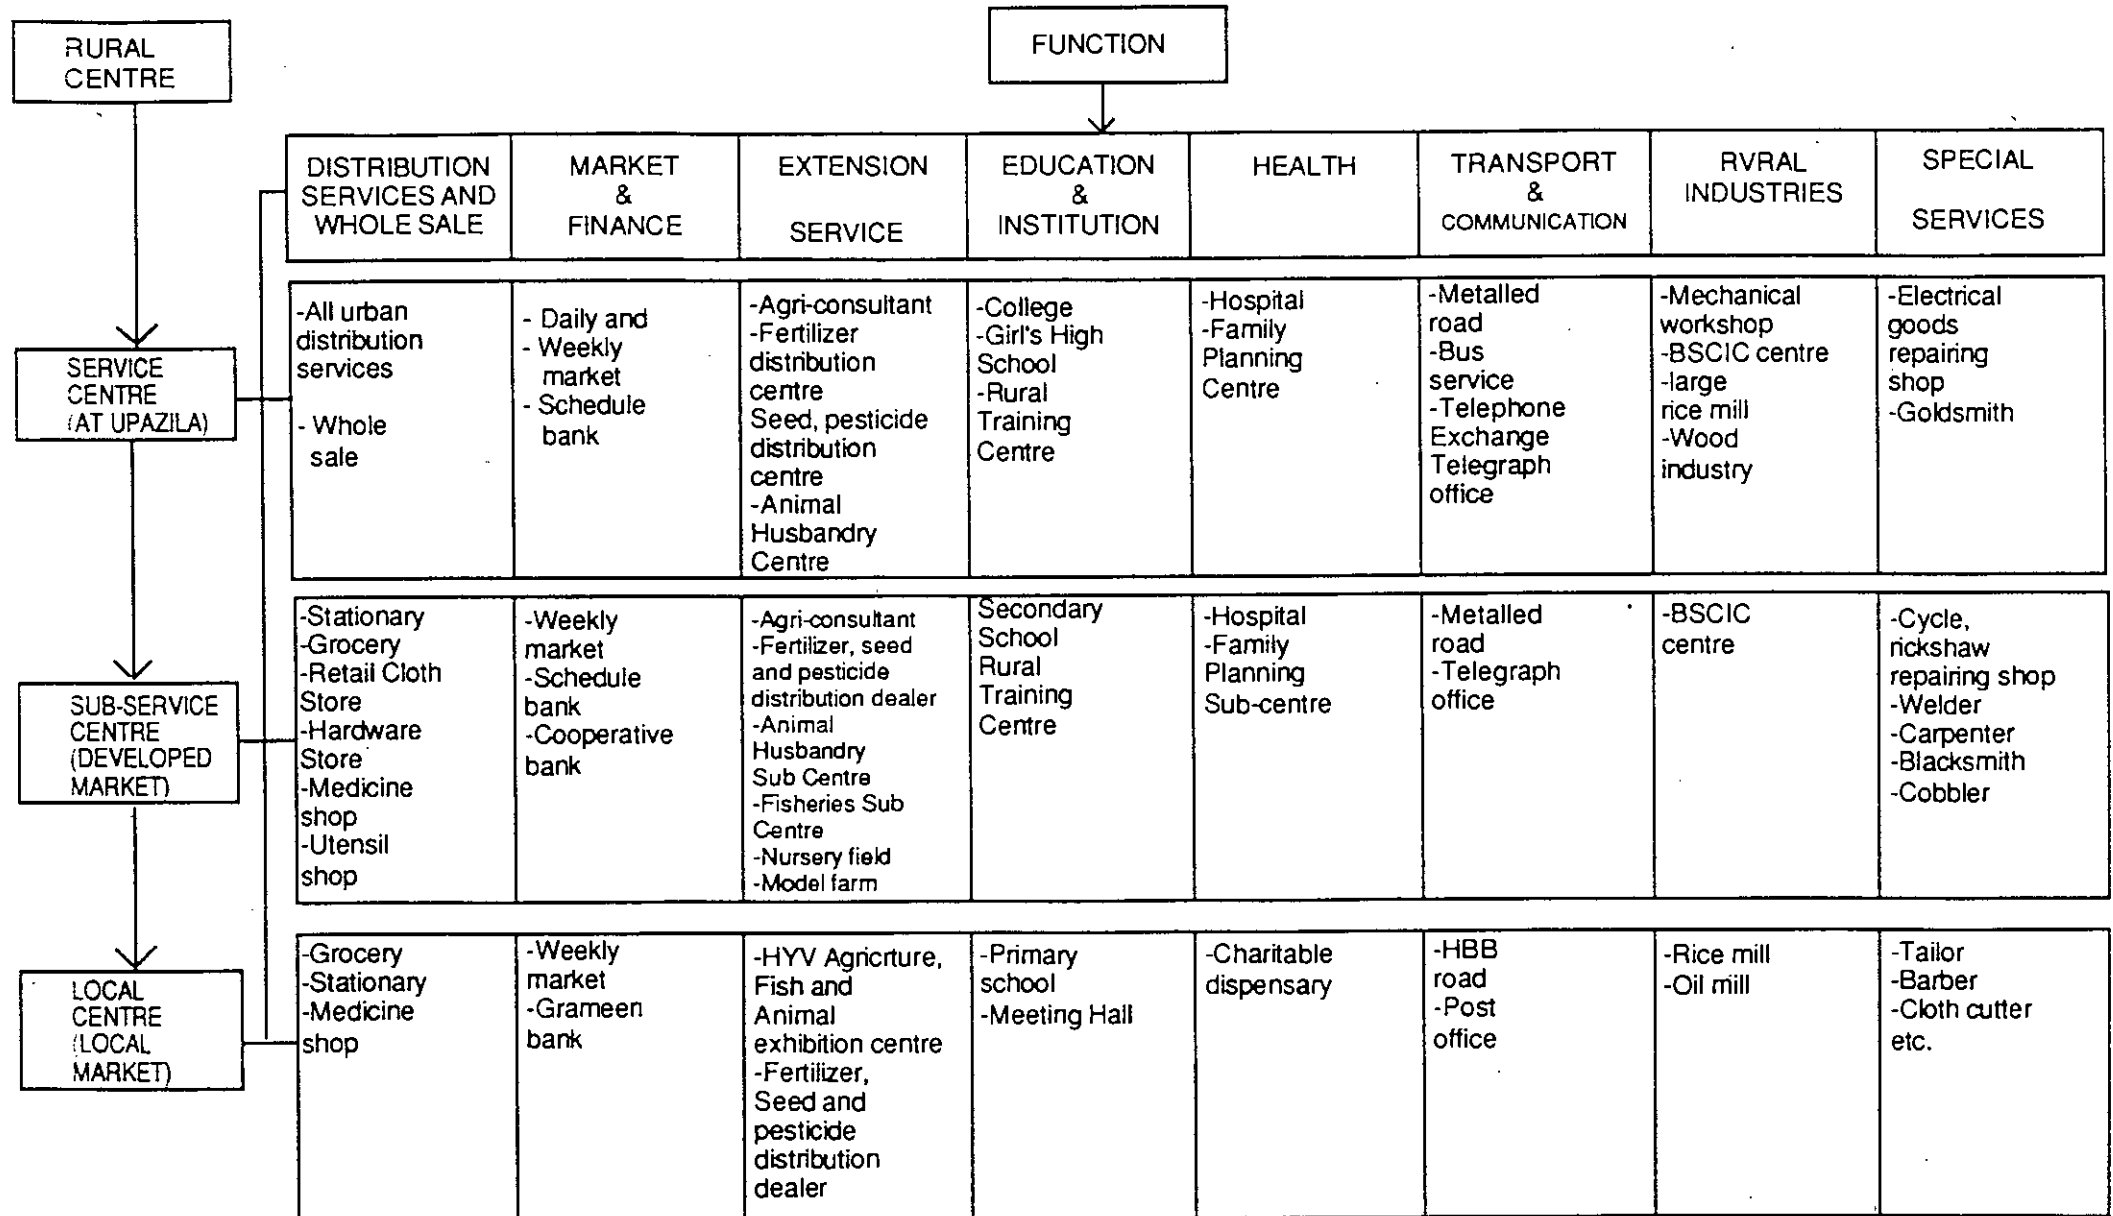 RURAL
CENTRE
FUNCTION
DISTRIBUTION
SERVICES AND
WHOLE SALE
MARKET
&
FINANCE
EXTENSION
SERVICE
EDUCATION
&
INSTITUTION
HEALTH
TRANSPORT
&
COMMUNICATION
RVRAL
INDUSTRIES
SPECIAL
SERVICES
SERVICE
CENTRE
(AT UPAZILA)
-All urban
distribution
services
- Whole
sale
- Daily and
- Weekly
market
- Schedule
bank
-Agri-consultant
-Fertilizer
distribution
centre
Seed, pesticide
distribution
centre
-Animal
Husbandry
Centre
-College
-Girl's High
School
-Rural
Training
Centre
-Hospital
-Family
Planning
Centre
-Metalled
road
-Bus
service
-Telephone
Exchange
Telegraph
office
-Mechanical
workshop
-BSCIC centre
-large
rice mill
-Wood
industry
-Electrical
goods
repairing
shop
-Goldsmith
SUB-SERVICE
CENTRE
(DEVELOPED
MARKET)
-Stationary
-Grocery
-Retail Cloth
Store
-Hardware
Store
-Medicine
shop
-Utensil
shop
-Weekly
market
-Schedule
bank
-Cooperative
bank
-Agri-consultant
-Fertilizer, seed
and pesticide
distribution dealer
-Animal
Husbandry
Sub Centre
-Fisheries Sub
Centre
-Nursery field
-Model farm
Secondary
School
Rural
Training
Centre
-Hospital
-Family
Planning
Sub-centre
-Metalled
road
-Telegraph
office
-BSCIC
centre
-Cycle,
rickshaw
repairing shop
-Welder
-Carpenter
-Blacksmith
-Cobbler
LOCAL
CENTRE
(LOCAL
MARKET)
-Grocery
-Stationary
-Medicine
shop
-Weekly
market
-Grameen
bank
-HYV Agricrture,
Fish and
Animal
exhibition centre
-Fertilizer,
Seed and
pesticide
distribution
dealer
-Primary
school
-Meeting Hall
-Charitable
dispensary
-HBB
road
-Post
office
-Rice mill
-Oil mill
-Tailor
-Barber
-Cloth cutter
etc.